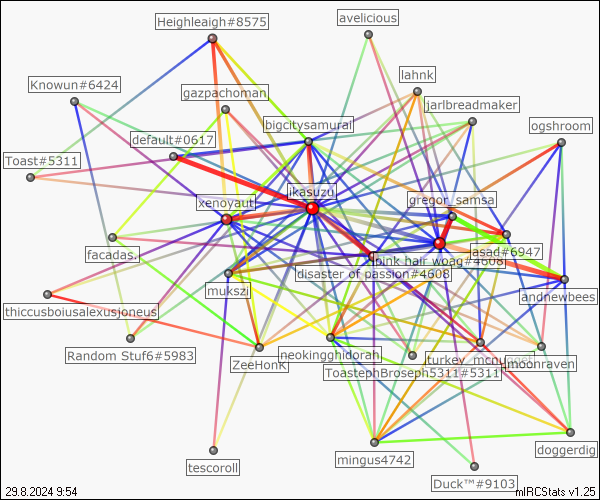 avelicious
Heighleaigh#8575
lahnk
Knowun#6424
gazpachoman
jarlbreadmaker
bigcitysamurai
ogshroom
default#0617
Toast#5311
ikasuzu
gregor_samsa
xenoyaut
facadas.
asad#6947
pink hair woag#4608
disaster of passion#4608
mukszi
andnewbees
thiccusboiusalexusjoneus
Random Stuf6#5983
neokingghidorah
turkey_mcnugget
moonraven
ZeeHonk
ToastephBroseph5311#5311
doggerdig
mingus4742
tescoroll
Duck™#9103
29.8.2024 9:54
mIRCStats v1.25